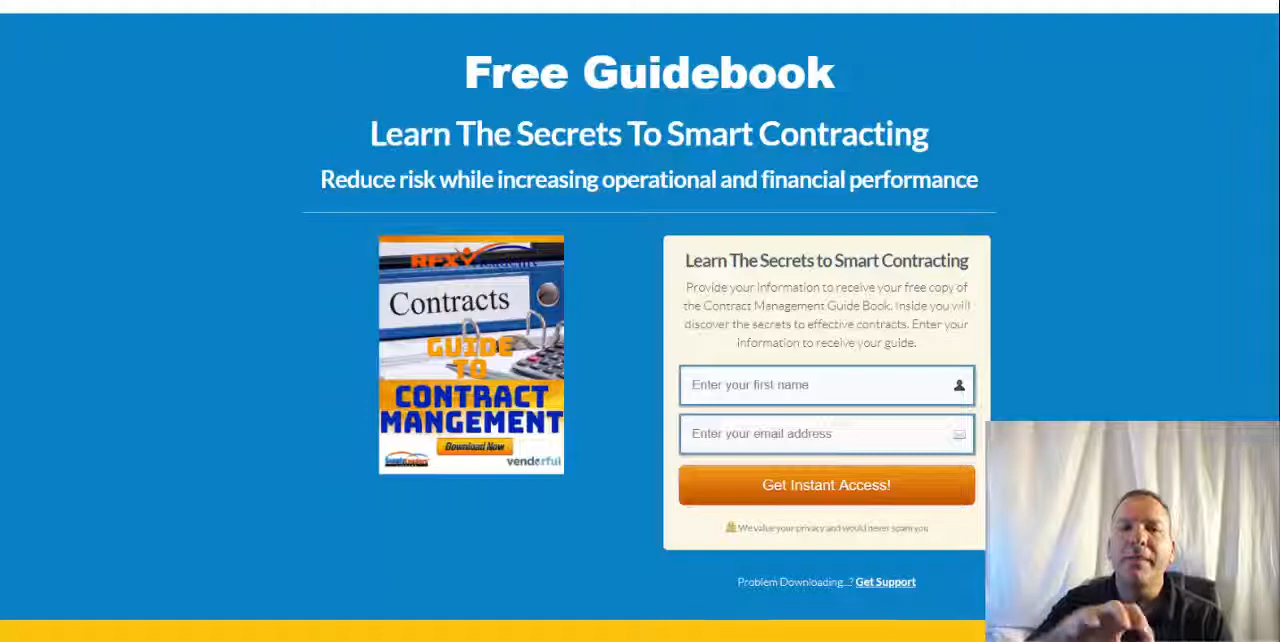 Free Guidebook
Learn The Secrets To Smart Contracting
Reduce risk while increasing operational and financial performance
RFXY Academy
Contracts
GUIDE
TO
CONTRACT
MANGEMENT
Download Now
venderful
Learn The Secrets to Smart Contracting
Provide your information to receive your free copy of
the Contract Management Guide Book. Inside you will
discover the secrets to effective contracts. Enter your
information to receive your guide.
Enter your first name
Enter your email address
Get Instant Access!
We value your privacy and would never spam you
Problem Downloading...? Get Support